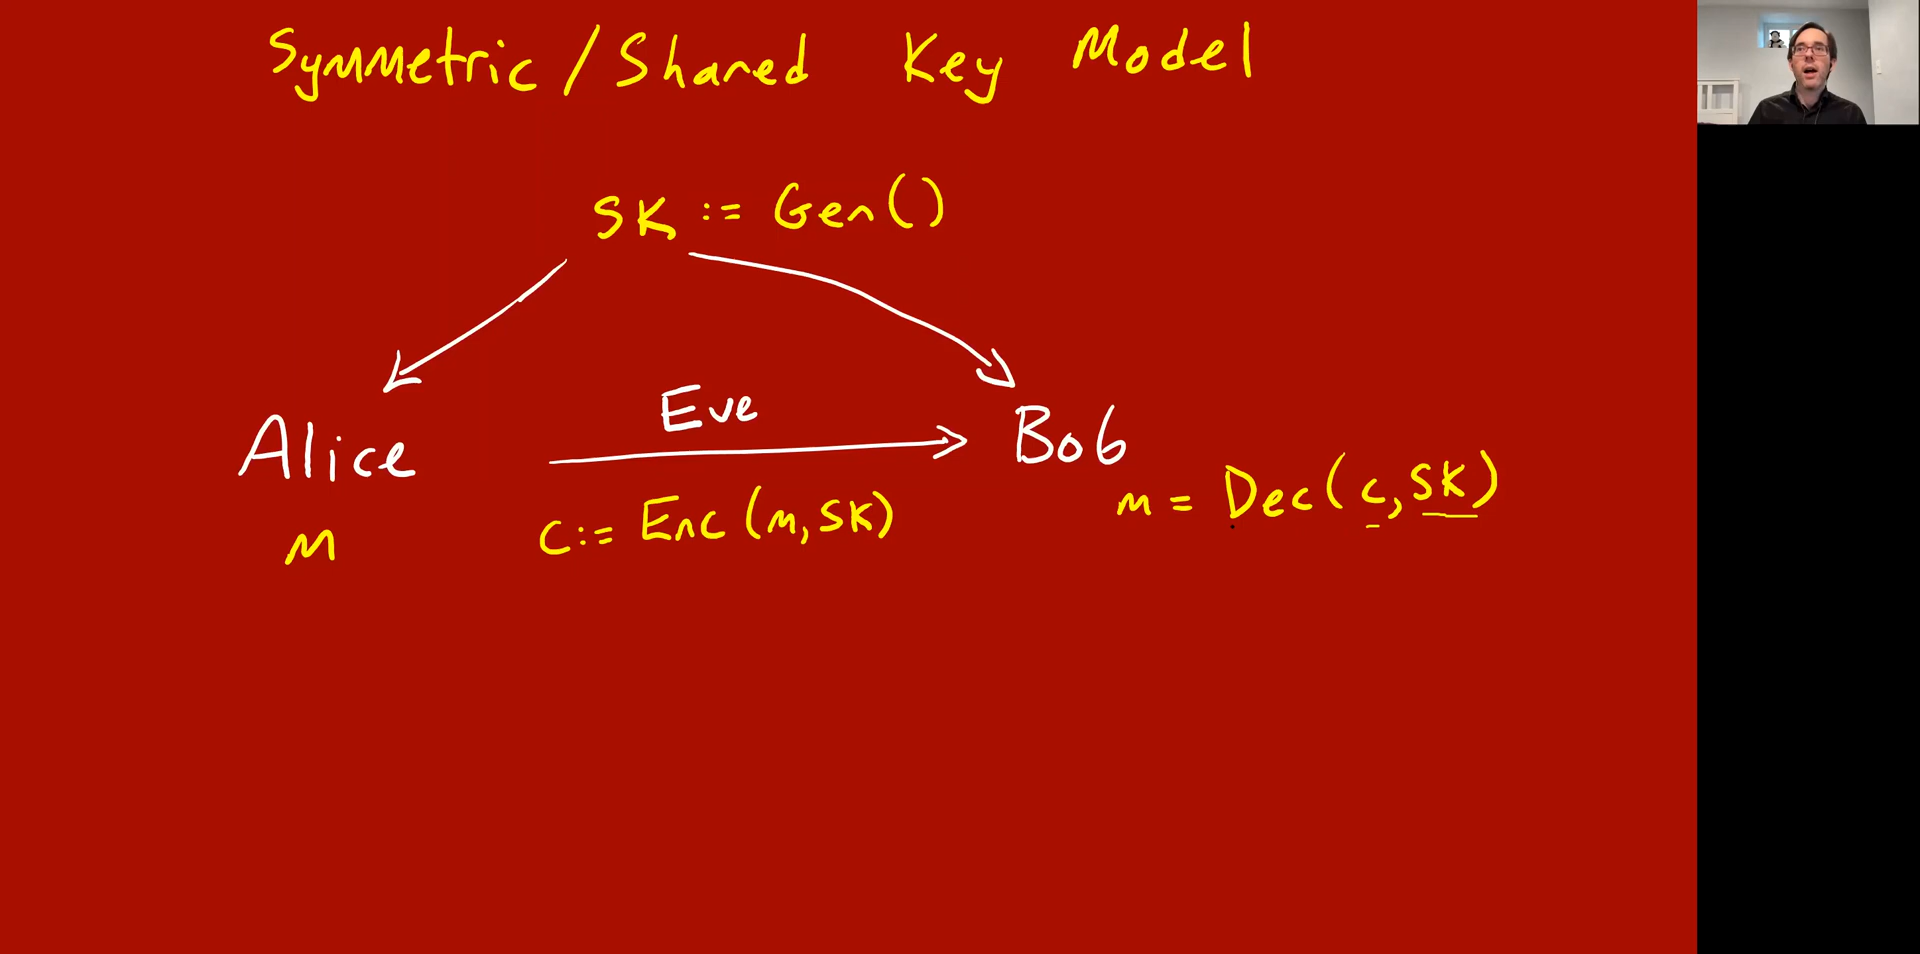 Symmetric / Shared Key Model
SK := Gen()
Eve
Alice
Bob
m = Dec(c, SK)
c := Enc(m, SK)
m